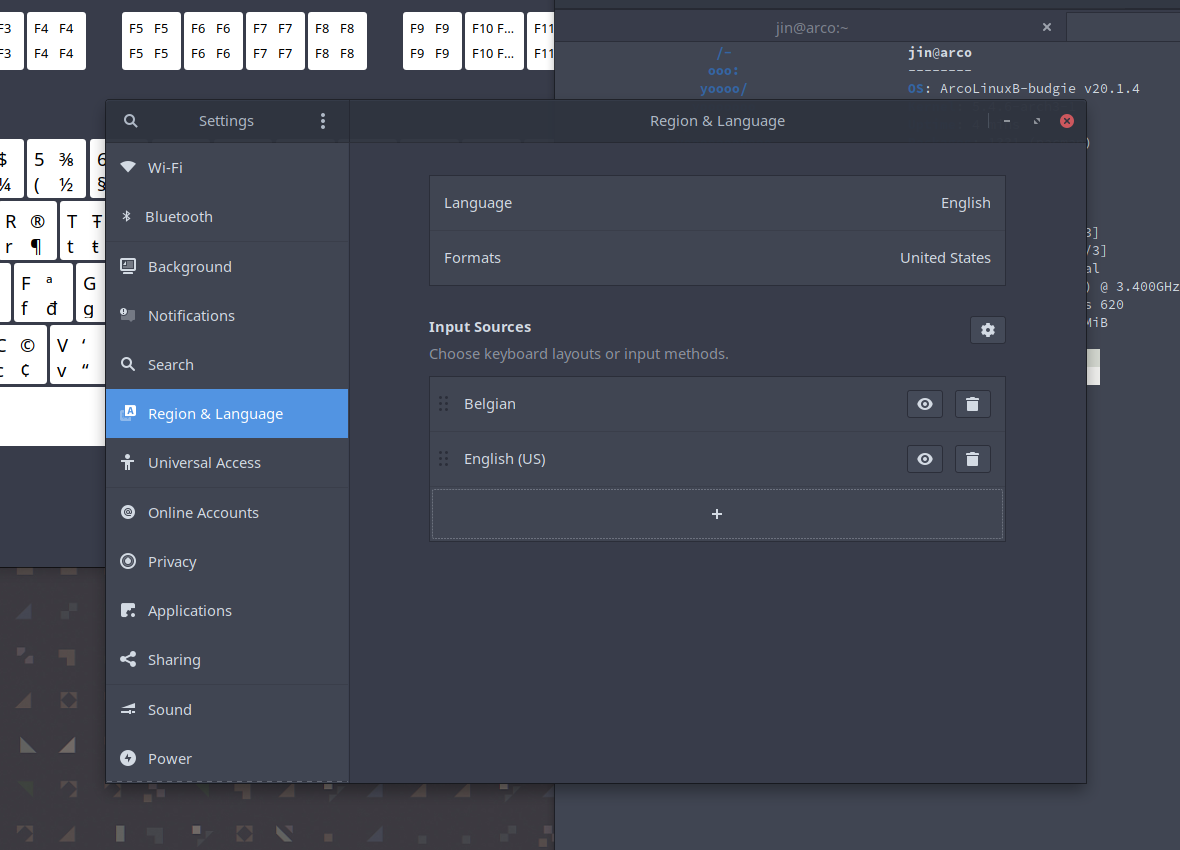 F3 F4 F4 F5 F5 F6 F6 F7 F7 F8 F8 F9 F9 F10 F… F11
F3 F4 F4 F5 F5 F6 F6 F7 F7 F8 F8 F9 F9 F10 F… F11
$ 5 ⅜ 6
¼ ( ½ §
R ® T Ŧ
r ¶ t ŧ
F ª G
f đ g
C © V ‘
c ¢ v “
jin@arco:~
/-
ooo:
yoooo/
jin@arco
--------
OS: ArcoLinuxB-budgie v20.1.4
)
3]
/3]
al
) @ 3.400GHz
s 620
MiB
Settings
Region & Language
Wi-Fi
Bluetooth
Background
Notifications
Search
Region & Language
Universal Access
Online Accounts
Privacy
Applications
Sharing
Sound
Power
Language English
Formats United States
Input Sources
Choose keyboard layouts or input methods.
Belgian
English (US)
+